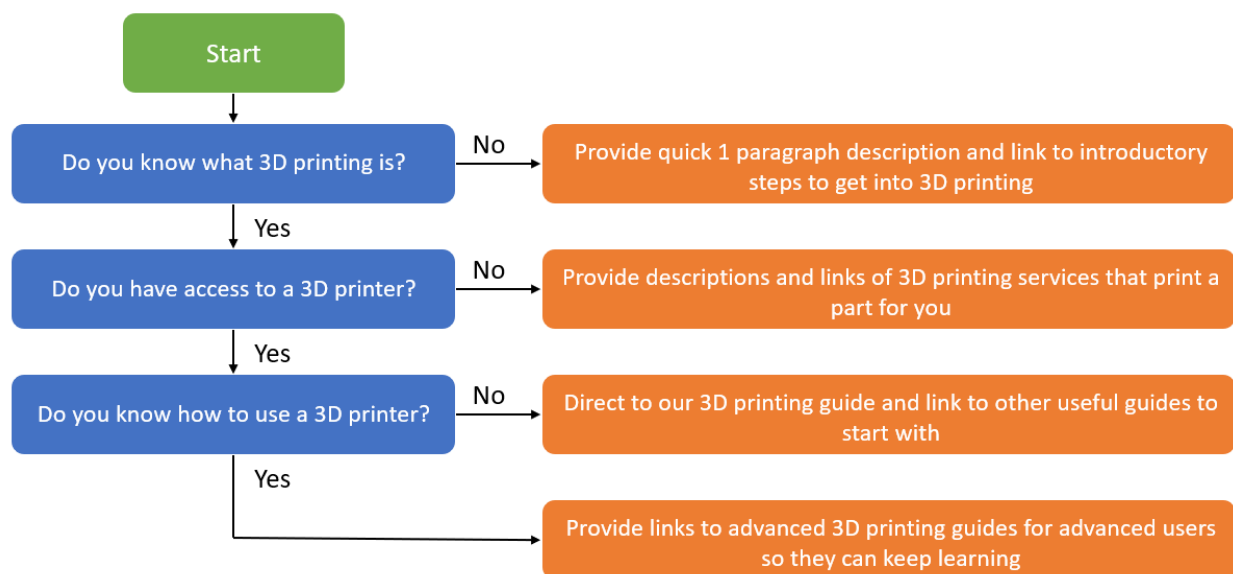 Start
Do you know what 3D printing is?
No
Provide quick 1 paragraph description and link to introductory
steps to get into 3D printing
Yes
Do you have access to a 3D printer?
No
Provide descriptions and links of 3D printing services that print a
part for you
Yes
Do you know how to use a 3D printer?
No
Direct to our 3D printing guide and link to other useful guides to
start with
Yes
Provide links to advanced 3D printing guides for advanced users
so they can keep learning